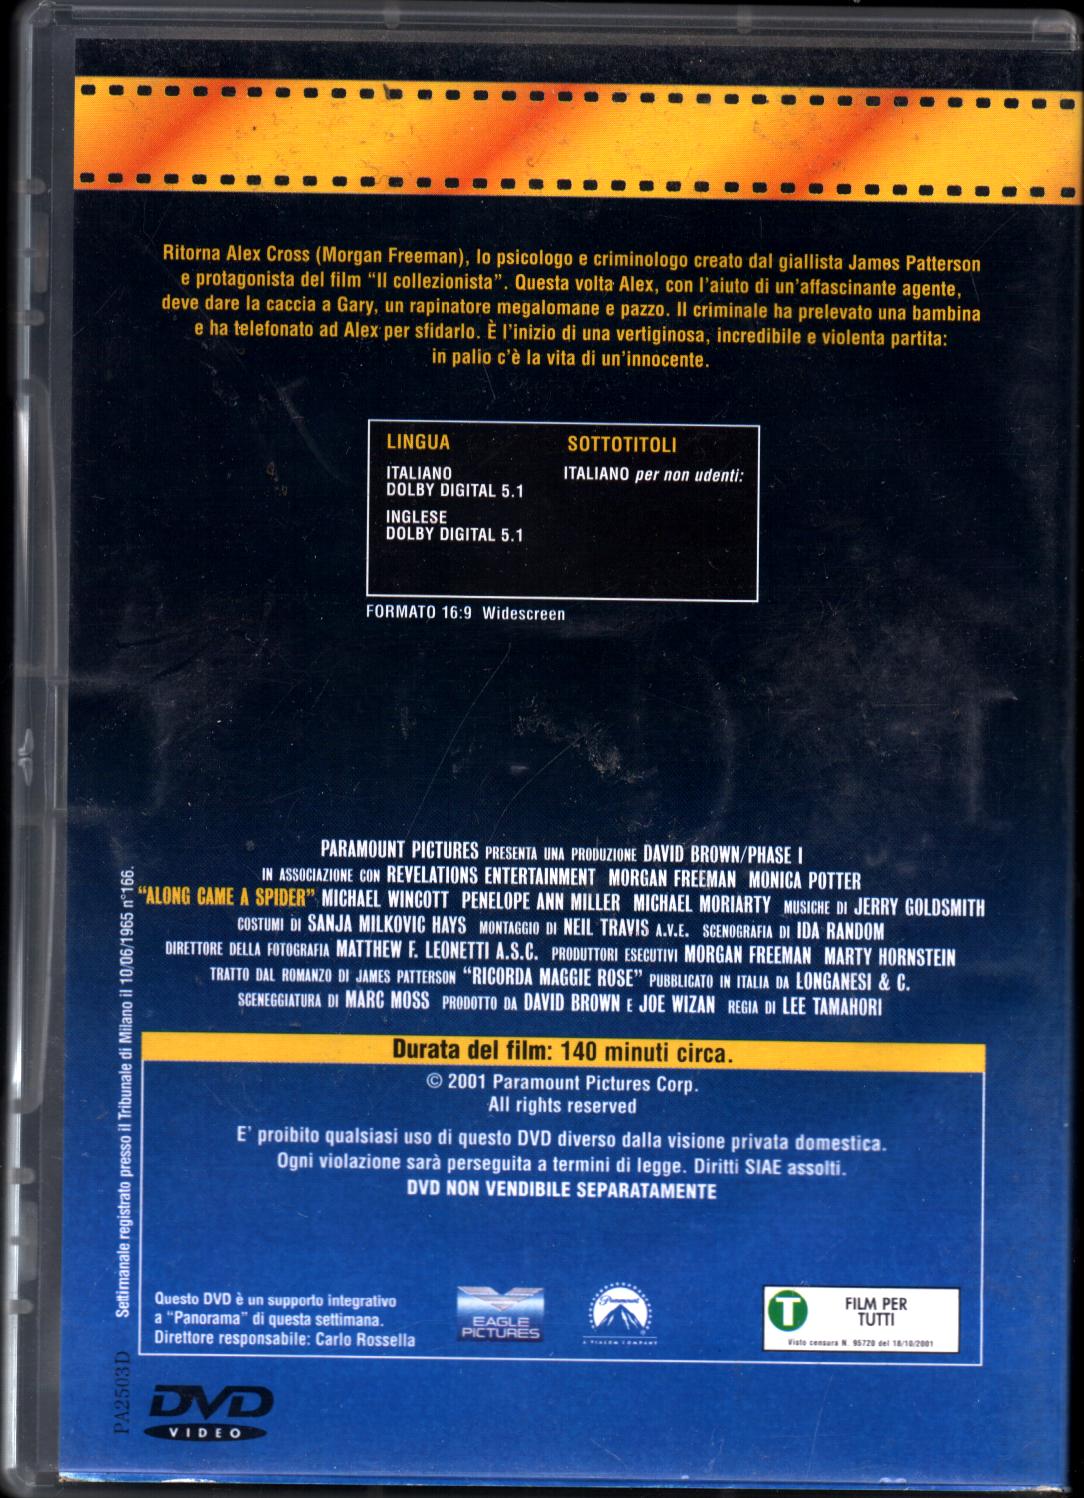 Ritorna Alex Cross (Morgan Freeman), lo psicologo e criminologo creato dal giallista James Patterson
e protagonista del film “Il collezionista”. Questa volta Alex, con l'aiuto di un'affascinante agente,
deve dare la caccia a Gary, un rapinatore megalomane e pazzo. Il criminale ha prelevato una bambina
e ha telefonato ad Alex per sfidarlo. È l'inizio di una vertiginosa, incredibile e violenta partita:
in palio c'è la vita di un'innocente.
LINGUA
ITALIANO
DOLBY DIGITAL 5.1
INGLESE
DOLBY DIGITAL 5.1
SOTTOTITOLI
ITALIANO per non udenti:
FORMATO 16:9 Widescreen
PARAMOUNT PICTURES PRESENTA UNA PRODUZIONE DAVID BROWN/PHASE I
IN ASSOCIAZIONE CON REVELATIONS ENTERTAINMENT MORGAN FREEMAN MONICA POTTER
“ALONG CAME A SPIDER” MICHAEL WINCOTT PENELOPE ANN MILLER MICHAEL MORIARTY MUSICHE DI JERRY GOLDSMITH
COSTUMI DI SANJA MILKOVIC HAYS MONTAGGIO DI NEIL TRAVIS A.V.E. SCENOGRAFIA DI IDA RANDOM
DIRETTORE DELLA FOTOGRAFIA MATTHEW F. LEONETTI A.S.C. PRODUTTORI ESECUTIVI MORGAN FREEMAN MARTY HORNSTEIN
TRATTO DAL ROMANZO DI JAMES PATTERSON “RICORDA MAGGIE ROSE” PUBBLICATO IN ITALIA DA LONGANESI & C.
SCENEGGIATURA DI MARC MOSS PRODOTTO DA DAVID BROWN E JOE WIZAN REGIA DI LEE TAMAHORI
Durata del film: 140 minuti circa.
© 2001 Paramount Pictures Corp.
All rights reserved
E' proibito qualsiasi uso di questo DVD diverso dalla visione privata domestica.
Ogni violazione sarà perseguita a termini di legge. Diritti SIAE assolti.
DVD NON VENDIBILE SEPARATAMENTE
Questo DVD è un supporto integrativo
a “Panorama” di questa settimana.
Direttore responsabile: Carlo Rossella
EAGLE
PICTURES
Paramount
A VIACOM COMPANY
T
FILM PER
TUTTI
Visto censura N. 95720 del 18/10/2001
Settimanale registrato presso il Tribunale di Milano il 10/06/1965 n°166.
PA2503D
DVD
VIDEO